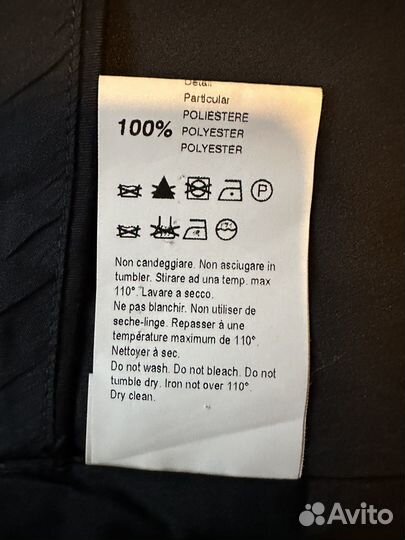 Detail
Particular
POLIESTERE
100% POLYESTER
POLYESTER
P
Non candeggiare. Non asciugare in
tumbler. Stirare ad una temp. max
110°. Lavare a secco.
Ne pas blanchir. Non utiliser de
seche-linge. Repasser à une
température maximum de 110°.
Nettoyer à sec.
Do not wash. Do not bleach. Do not
tumble dry. Iron not over 110°.
Dry clean.
Avito